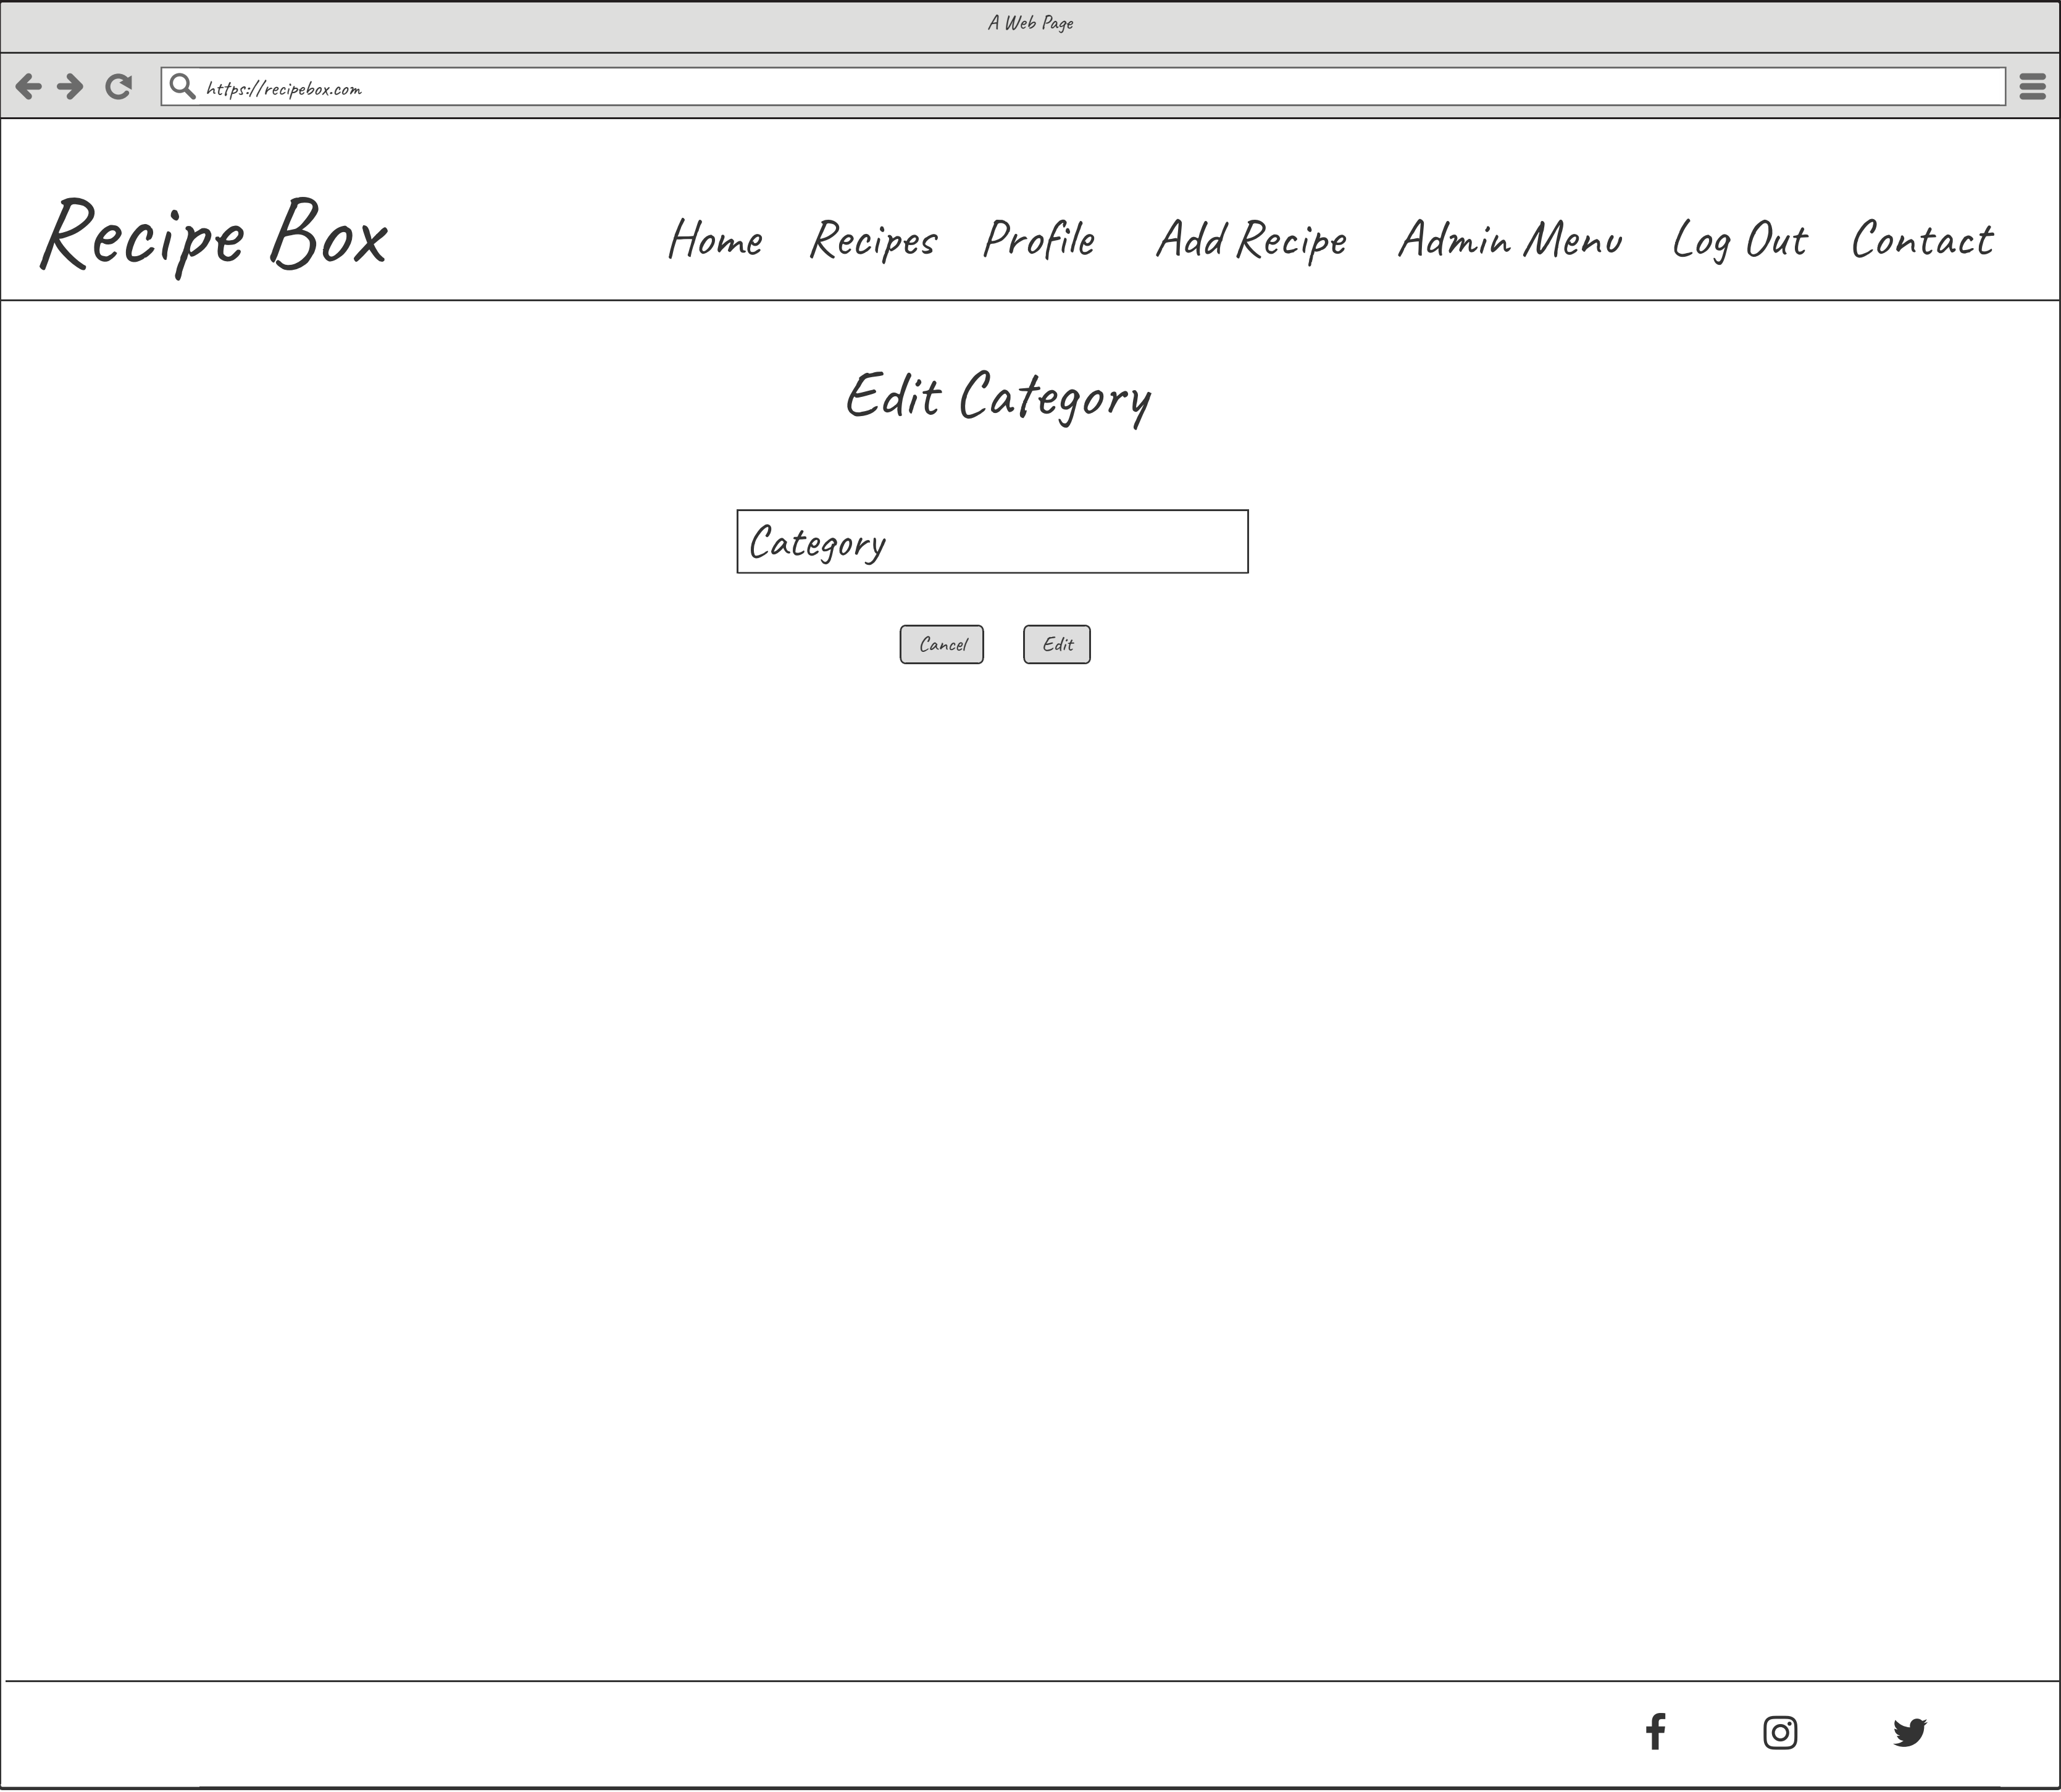 A Web Page
https://recipebox.com
Recipe Box Home Recipes Profile Add Recipe Admin Menu Log Out Contact
Edit Category
Category
Cancel Edit